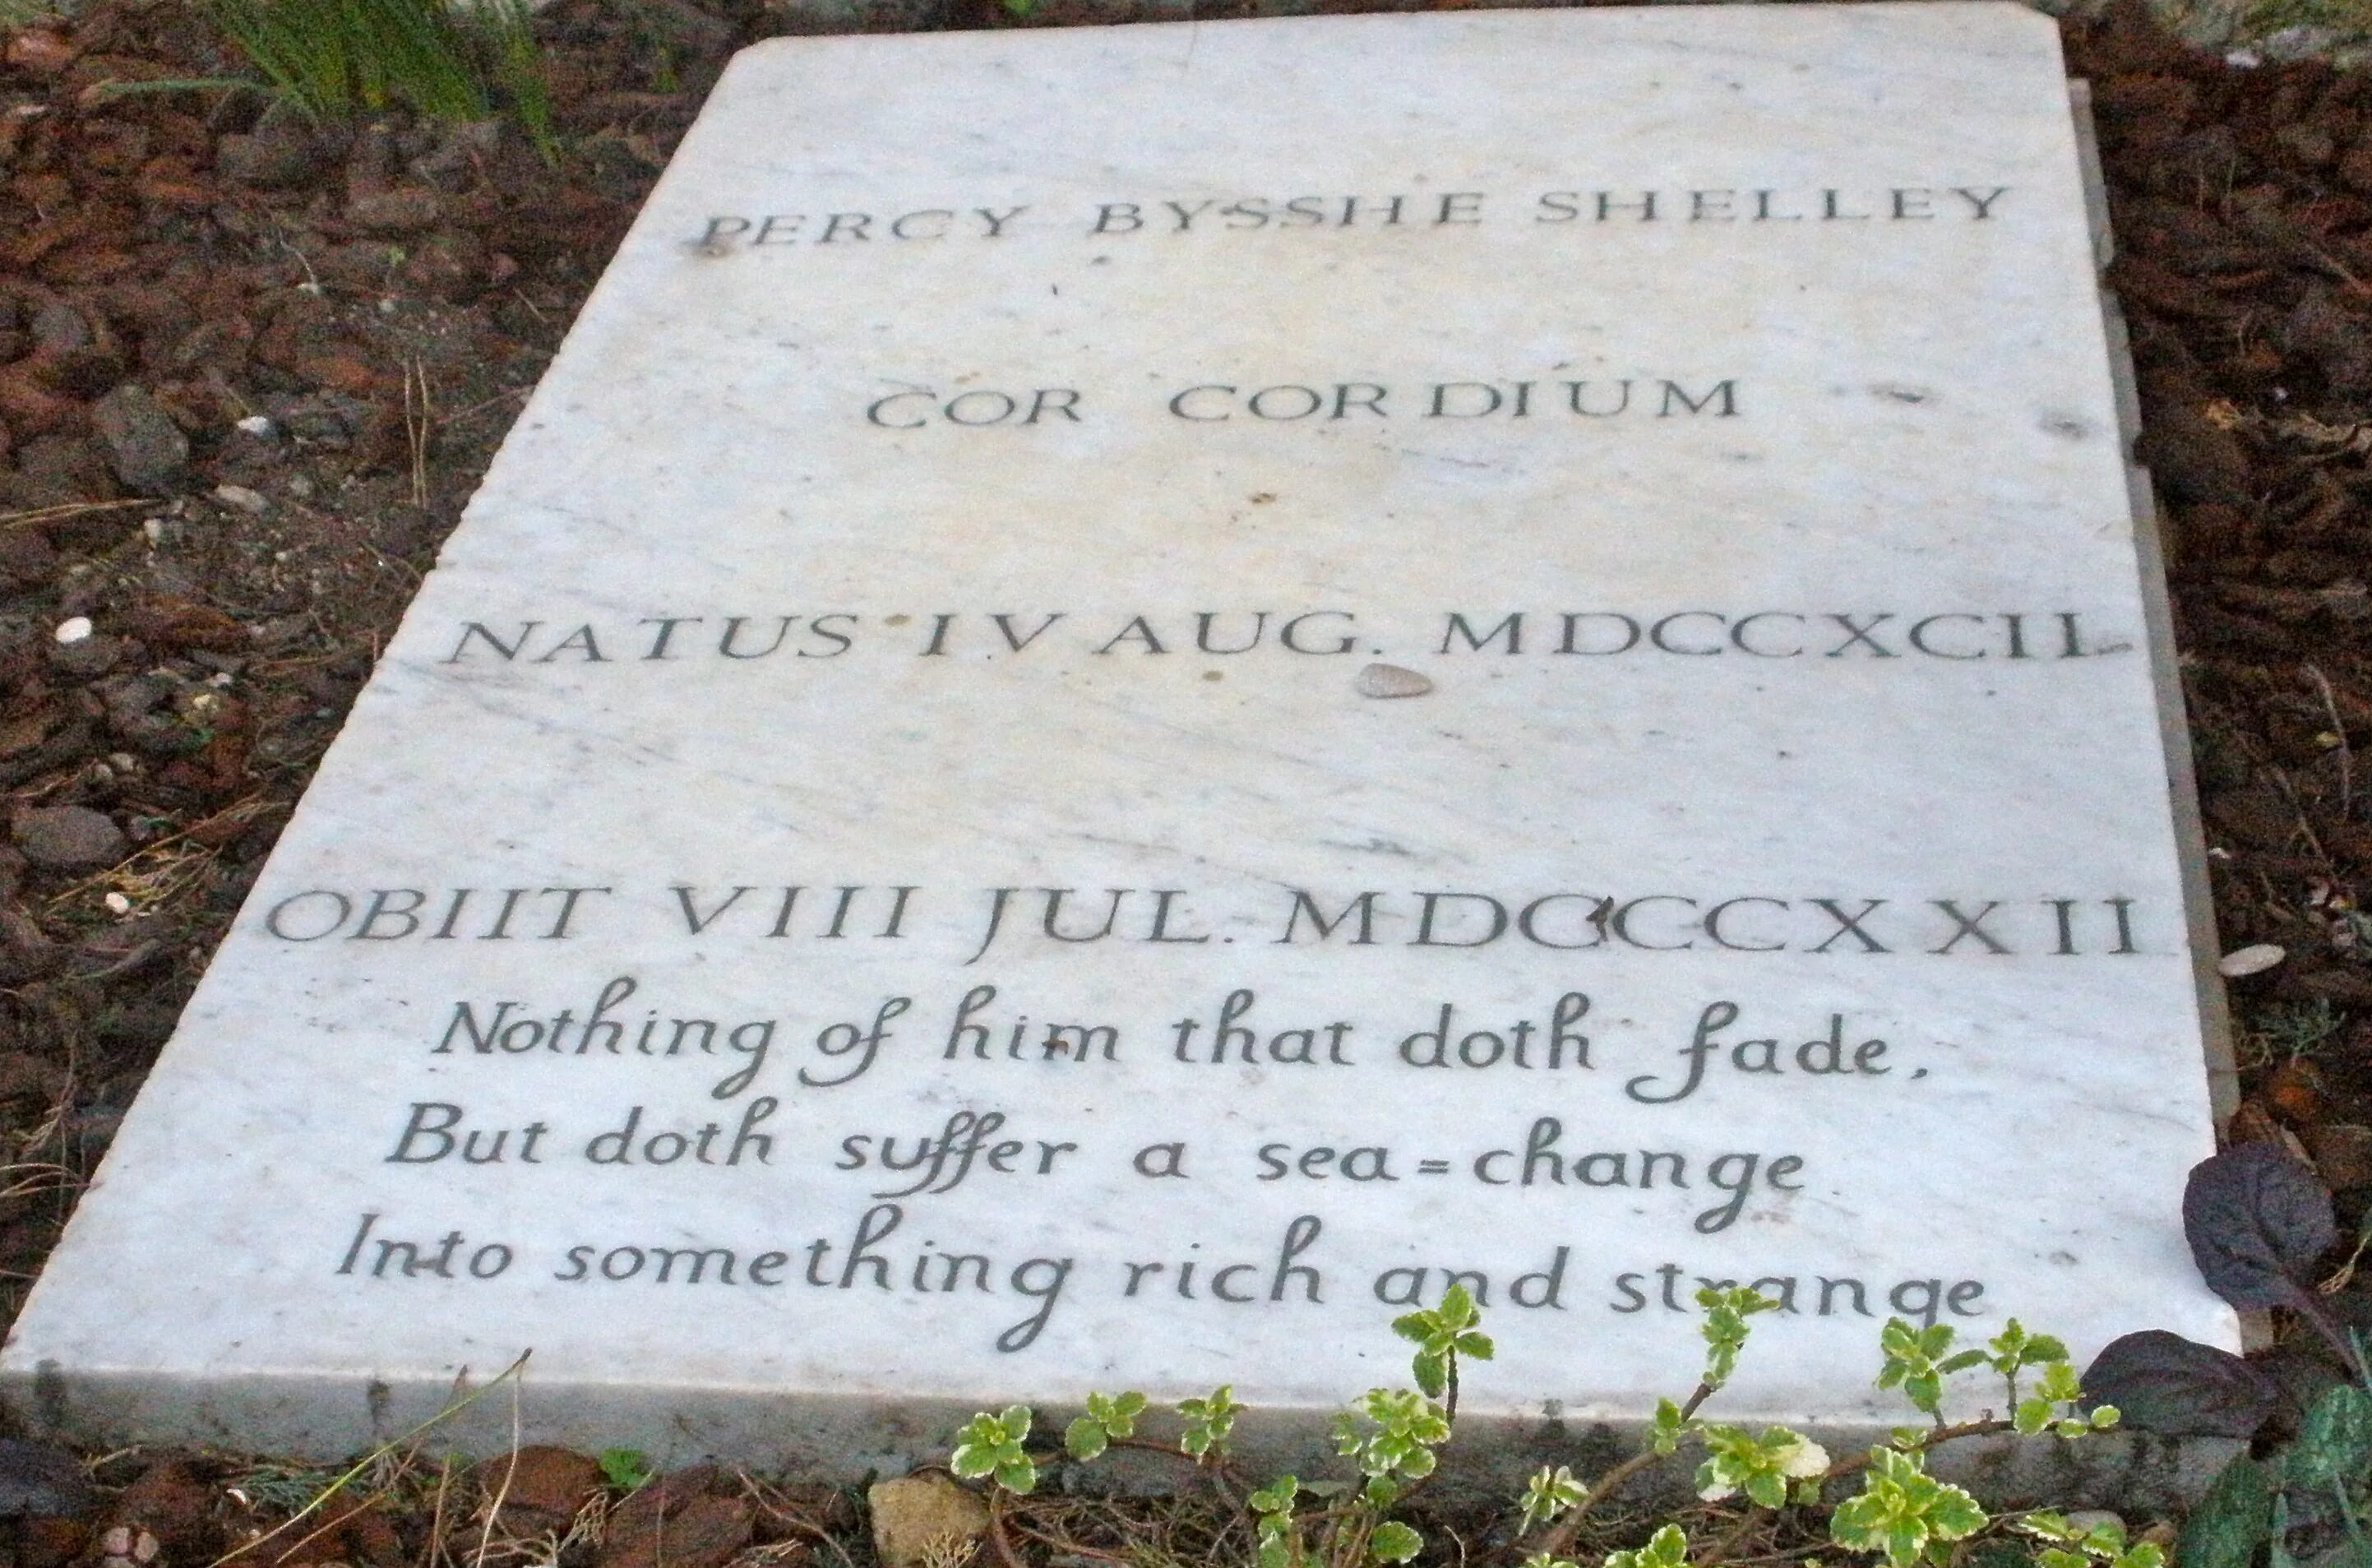 PERCY BYSSHE SHELLEY
COR CORDIUM
NATUS IV AUG. MDCCXCII
OBIIT VIII JUL. MDCCCXXII
Nothing of him that doth fade,
But doth suffer a sea=change
Into something rich and strange